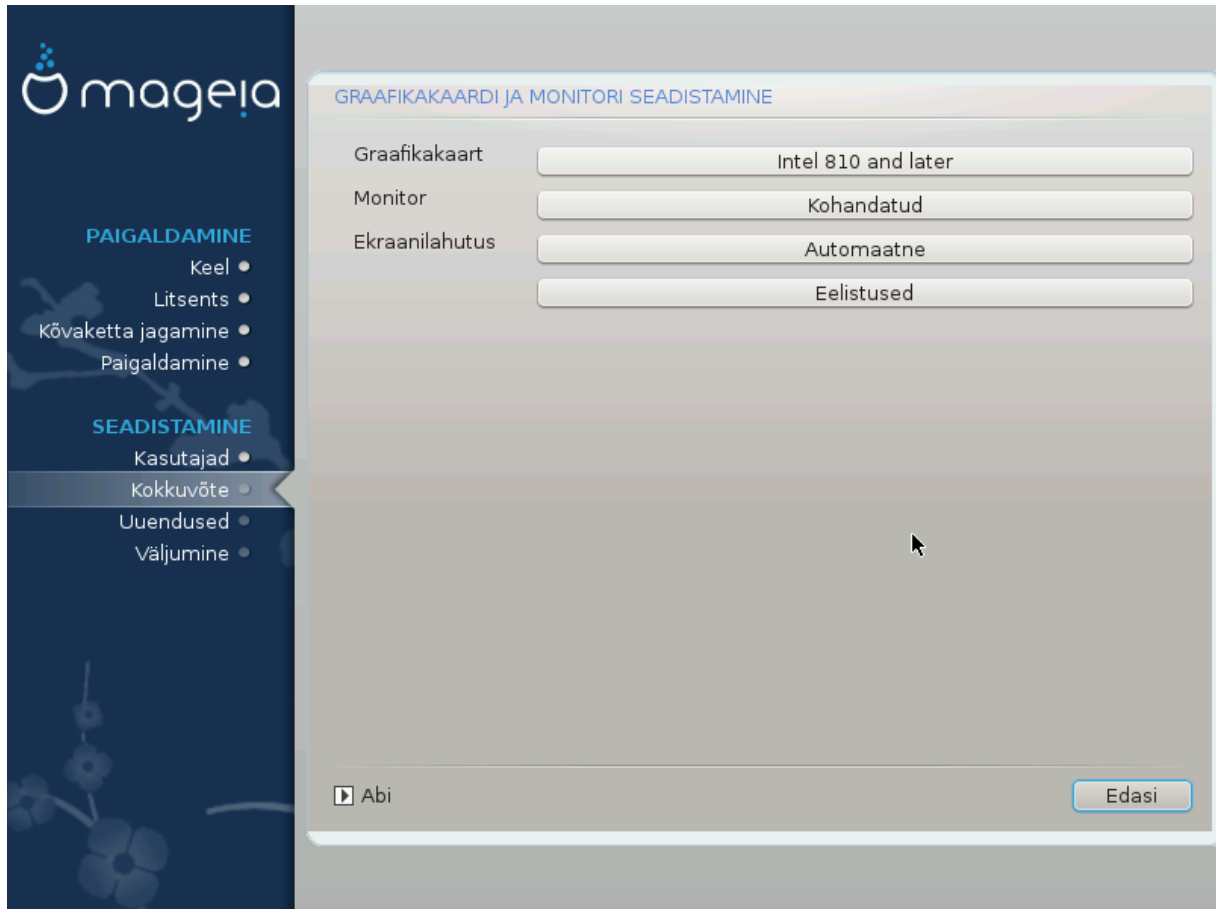 mageia
PAIGALDAMINE
Keel
Litsents
Kõvaketta jagamine
Paigaldamine
SEADISTAMINE
Kasutajad
Kokkuvõte
Uuendused
Väljumine
GRAAFIKAKAARDI JA MONITORI SEADISTAMINE
Graafikakaart Intel 810 and later
Monitor Kohandatud
Ekraanilahutus Automaatne
Eelistused
Abi Edasi